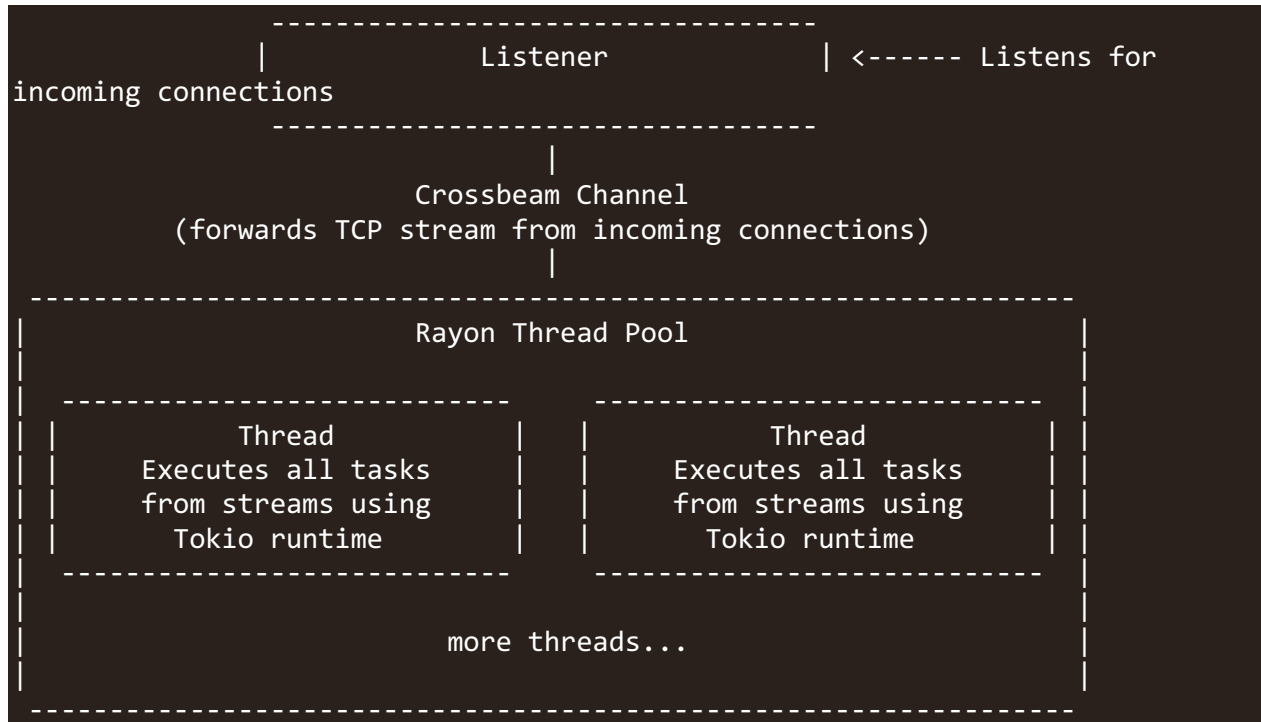 Listener <------ Listens for
incoming connections
Crossbeam Channel
(forwards TCP stream from incoming connections)
Rayon Thread Pool
Thread Thread
Executes all tasks Executes all tasks
from streams using from streams using
Tokio runtime Tokio runtime
more threads...